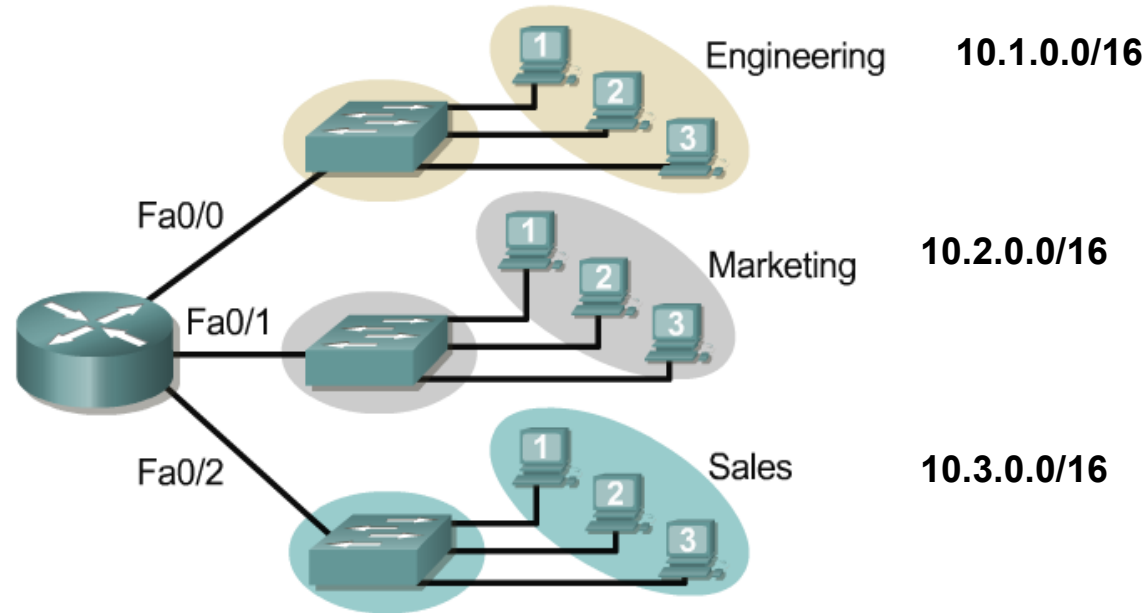 1
Engineering
10.1.0.0/16
2
3
Fa0/0
1
Marketing
10.2.0.0/16
2
3
Fa0/1
1
Sales
10.3.0.0/16
2
3
Fa0/2